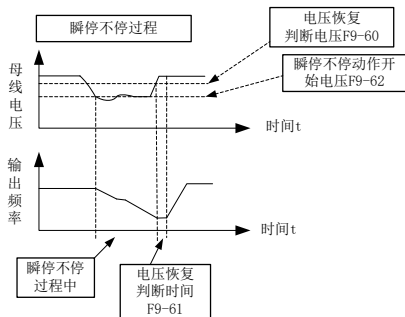 瞬停不停过程
电压恢复
判断电压F9-60
瞬停不停动作开
始电压F9-62
母线电压
时间t
输出频率
时间t
瞬停不停
过程中
电压恢复
判断时间
F9-61